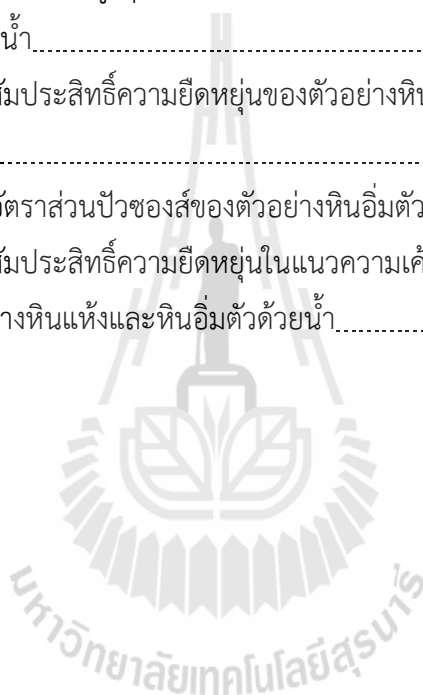 น้ำ
สัมประสิทธิ์ความยืดหยุ่นของตัวอย่างหิน
อัตราส่วนปัวซองส์ของตัวอย่างหินอิ่มตัว
สัมประสิทธิ์ความยืดหยุ่นในแนวความเค้
างหินแห้งและหินอิ่มตัวด้วยน้ำ
มหาวิทยาลัยเทคโนโลยีสุรนารี